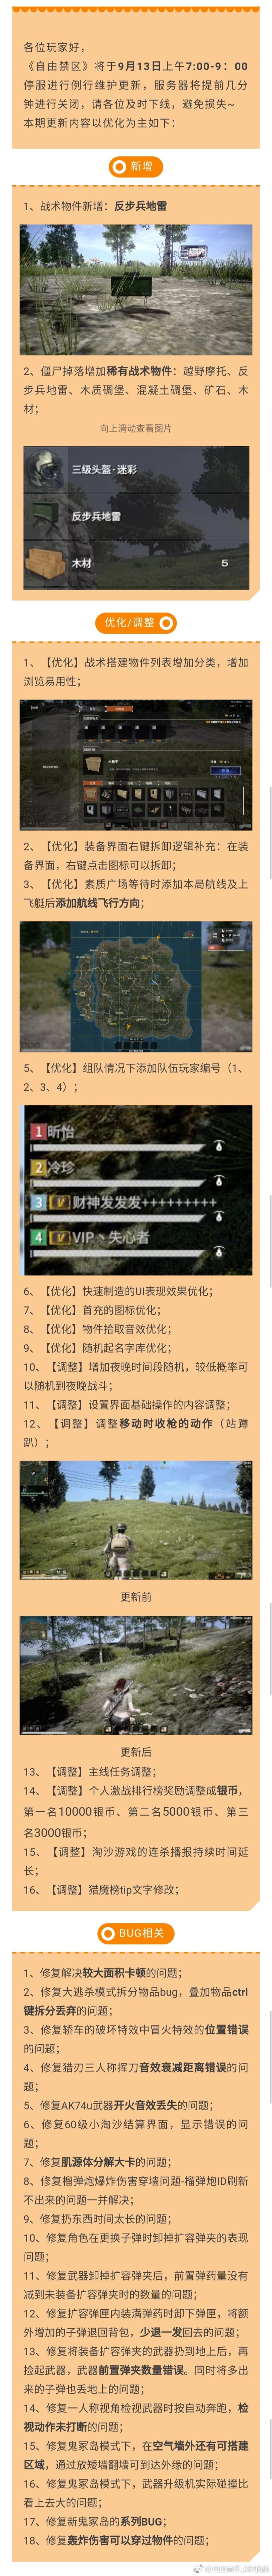 各位玩家好，
《自由禁区》将于9月13日上午7:00-9：00
停服进行例行维护更新，服务器将提前几分
钟进行关闭，请各位及时下线，避免损失~
本期更新内容以优化为主如下：
新增
1、战术物件新增：反步兵地雷
2、僵尸掉落增加稀有战术物件：越野摩托、反
步兵地雷、木质碉堡、混凝土碉堡、矿石、木
材；
向上滑动查看图片
三级头盔·迷彩
反步兵地雷
木材
5
优化/调整
1、【优化】战术搭建物件列表增加分类，增加
浏览易用性；
2、【优化】装备界面右键拆卸逻辑补充：在装
备界面，右键点击图标可以拆卸；
3、【优化】素质广场等待时添加本局航线及上
飞艇后添加航线飞行方向；
5、【优化】组队情况下添加队伍玩家编号（1、
2、3、4）；
1 昕怡
2 冷珍
3 V 财神发发发++++++++++
4 V VIP丶失心者
6、【优化】快速制造的UI表现效果优化；
7、【优化】首充的图标优化；
8、【优化】物件拾取音效优化；
9、【优化】随机起名字库优化；
10、【调整】增加夜晚时间段随机，较低概率可
以随机到夜晚战斗；
11、【调整】设置界面基础操作的内容调整；
12、【调整】调整移动时收枪的动作（站蹲
趴）；
更新前
更新后
13、【调整】主线任务调整；
14、【调整】个人激战排行榜奖励调整成银币，
第一名10000银币、第二名5000银币、第三
名3000银币；
15、【调整】淘沙游戏的连杀播报持续时间延
长；
16、【调整】猎魔榜tip文字修改；
BUG相关
1、修复解决较大面积卡顿的问题；
2、修复大逃杀模式拆分物品bug，叠加物品ctrl
键拆分丢弃的问题；
3、修复轿车的破坏特效中冒火特效的位置错误
的问题；
4、修复猎刃三人称挥刀音效衰减距离错误的问
题；
5、修复AK74u武器开火音效丢失的问题；
6、修复60级小淘沙结算界面，显示错误的问
题；
7、修复肌源体分解大卡的问题；
8、修复榴弹炮爆炸伤害穿墙问题-榴弹炮ID刷新
不出来的问题一并解决；
9、修复扔东西时间太长的问题；
10、修复角色在更换子弹时卸掉扩容弹夹的表现
问题；
11、修复武器卸掉扩容弹夹后，前置弹药量没有
减到未装备扩容弹夹时的数量的问题；
12、修复扩容弹匣内装满弹药时卸下弹匣，将额
外增加的子弹退回背包，少退一发回去的问题；
13、修复将装备扩容弹夹的武器扔到地上后，再
捡起武器，武器前置弹夹数量错误。同时将多出
来的子弹也丢地上的问题；
14、修复一人称视角检视武器时按自动奔跑，检
视动作未打断的问题；
15、修复鬼家岛模式下，在空气墙外还有可搭建
区域，通过放矮墙翻墙可到达外缘的问题；
16、修复鬼冢岛模式下，武器升级机实际碰撞比
看上去大的问题；
17、修复新鬼冢岛的系列BUG；
18、修复轰炸伤害可以穿过物件的问题；